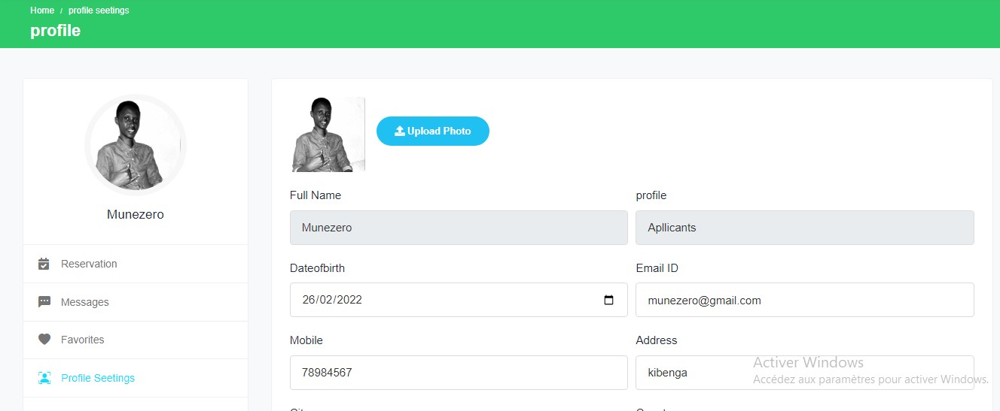 Home / profile seetings
profile
Munezero
Reservation
Messages
Favorites
Profile Seetings
Upload Photo
Full Name
profile
Munezero
Apllicants
Dateofbirth
Email ID
26/02/2022
munezero@gmail.com
Mobile
Address
78984567
kibenga
Activer Windows
Accédez aux paramètres pour activer Windows.